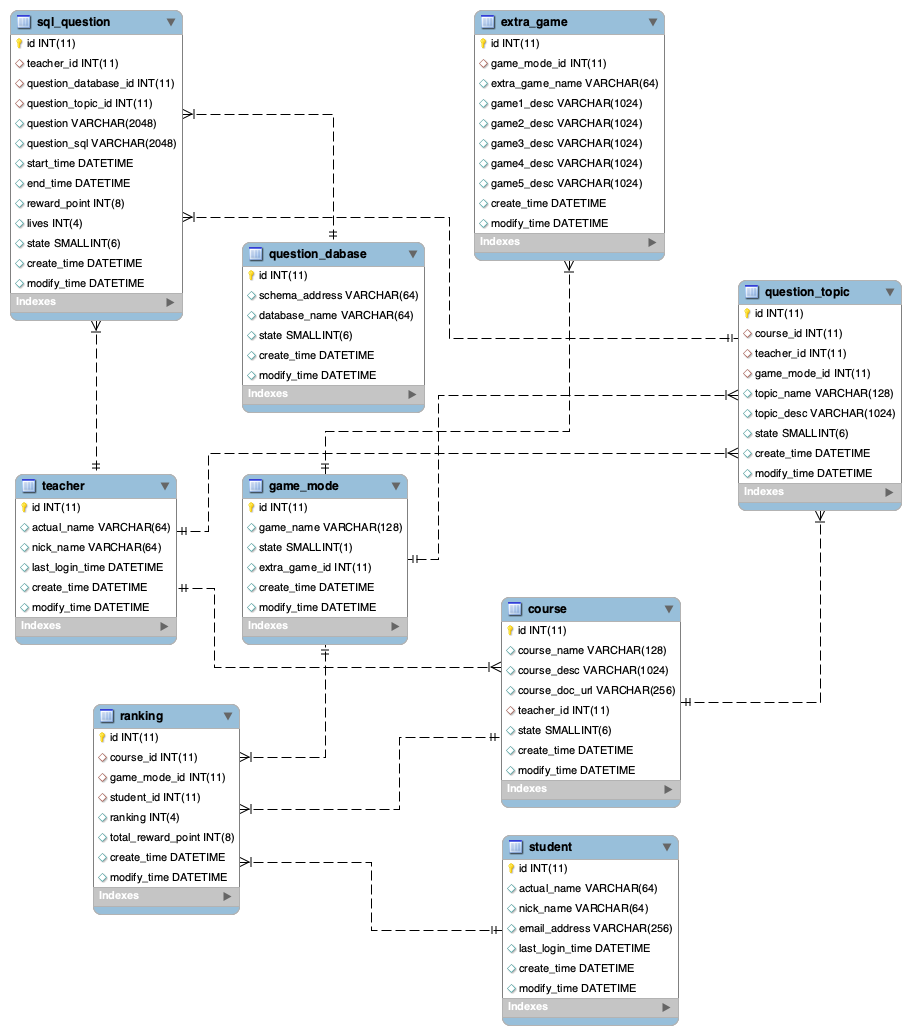 sql_question
id INT(11)
teacher_id INT(11)
question_database_id INT(11)
question_topic_id INT(11)
question VARCHAR(2048)
question_sql VARCHAR(2048)
start_time DATETIME
end_time DATETIME
reward_point INT(8)
lives INT(4)
state SMALLINT(6)
create_time DATETIME
modify_time DATETIME
Indexes
extra_game
id INT(11)
game_mode_id INT(11)
extra_game_name VARCHAR(64)
game1_desc VARCHAR(1024)
game2_desc VARCHAR(1024)
game3_desc VARCHAR(1024)
game4_desc VARCHAR(1024)
game5_desc VARCHAR(1024)
create_time DATETIME
modify_time DATETIME
Indexes
question_dabase
id INT(11)
schema_address VARCHAR(64)
database_name VARCHAR(64)
state SMALLINT(6)
create_time DATETIME
modify_time DATETIME
Indexes
question_topic
id INT(11)
course_id INT(11)
teacher_id INT(11)
game_mode_id INT(11)
topic_name VARCHAR(128)
topic_desc VARCHAR(1024)
state SMALLINT(6)
create_time DATETIME
modify_time DATETIME
Indexes
teacher
id INT(11)
actual_name VARCHAR(64)
nick_name VARCHAR(64)
last_login_time DATETIME
create_time DATETIME
modify_time DATETIME
Indexes
game_mode
id INT(11)
game_name VARCHAR(128)
state SMALLINT(1)
extra_game_id INT(11)
create_time DATETIME
modify_time DATETIME
Indexes
course
id INT(11)
course_name VARCHAR(128)
course_desc VARCHAR(1024)
course_doc_url VARCHAR(256)
teacher_id INT(11)
state SMALLINT(6)
create_time DATETIME
modify_time DATETIME
Indexes
ranking
id INT(11)
course_id INT(11)
game_mode_id INT(11)
student_id INT(11)
ranking INT(4)
total_reward_point INT(8)
create_time DATETIME
modify_time DATETIME
Indexes
student
id INT(11)
actual_name VARCHAR(64)
nick_name VARCHAR(64)
email_address VARCHAR(256)
last_login_time DATETIME
create_time DATETIME
modify_time DATETIME
Indexes